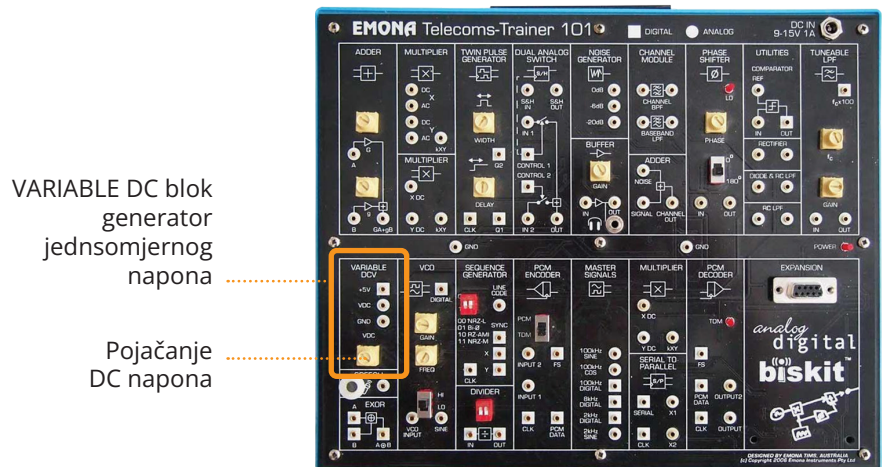 EMONA Telecoms-Trainer 101
DIGITAL
ANALOG
DC IN
9-15V 1A
ADDER
G
A
g
B
GA+gB
MULTIPLIER
DC
X
AC
DC
Y
AC
kXY
MULTIPLIER
X DC
Y DC
kXY
TWIN PULSE
GENERATOR
WIDTH
Q2
DELAY
CLK
Q1
DUAL ANALOG
SWITCH
S/H
S&H
IN
S&H
OUT
IN 1
CONTROL 1
CONTROL 2
IN 2
OUT
NOISE
GENERATOR
0dB
-6dB
-20dB
BUFFER
GAIN
IN
OUT
CHANNEL
MODULE
CHANNEL
BPF
BASEBAND
LPF
ADDER
NOISE
SIGNAL
CHANNEL
OUT
PHASE
SHIFTER
Ø
LO
PHASE
0°
180°
IN
OUT
UTILITIES
COMPARATOR
REF
IN
OUT
RECTIFIER
DIODE & RC LPF
RC LPF
TUNEABLE
LPF
fcx100
fc
GAIN
IN
OUT
GND
GND
POWER
VARIABLE DC blok
generator
jednsomjernog
napona
Pojačanje
DC napona
VARIABLE
DCV
+5V
VDC
GND
VDC
EXOR
A
B
A⊕B
VCO
DIGITAL
GAIN
FREQ
HI
LO
VCO
INPUT
SINE
SEQUENCE
GENERATOR
LINE
CODE
00 NRZ-L
01 Bi-Ø
10 RZ-AMI
11 NRZ-M
SYNC
X
Y
CLK
DIVIDER
IN
OUT
PCM
ENCODER
PCM
TDM
INPUT 2
FS
INPUT 1
CLK
PCM
DATA
MASTER
SIGNALS
100kHz
SINE
100kHz
COS
100kHz
DIGITAL
8kHz
DIGITAL
2kHz
DIGITAL
2kHz
SINE
MULTIPLIER
X DC
Y DC
kXY
SERIAL TO
PARALLEL
S/P
SERIAL
X1
CLK
X2
PCM
DECODER
TDM
FS
PCM
DATA
OUTPUT2
CLK
OUTPUT
EXPANSION
analog
digital
biskit™
DESIGNED BY EMONA TIMS, AUSTRALIA
(c) Copyright 2006 Emona Instruments Pty Ltd